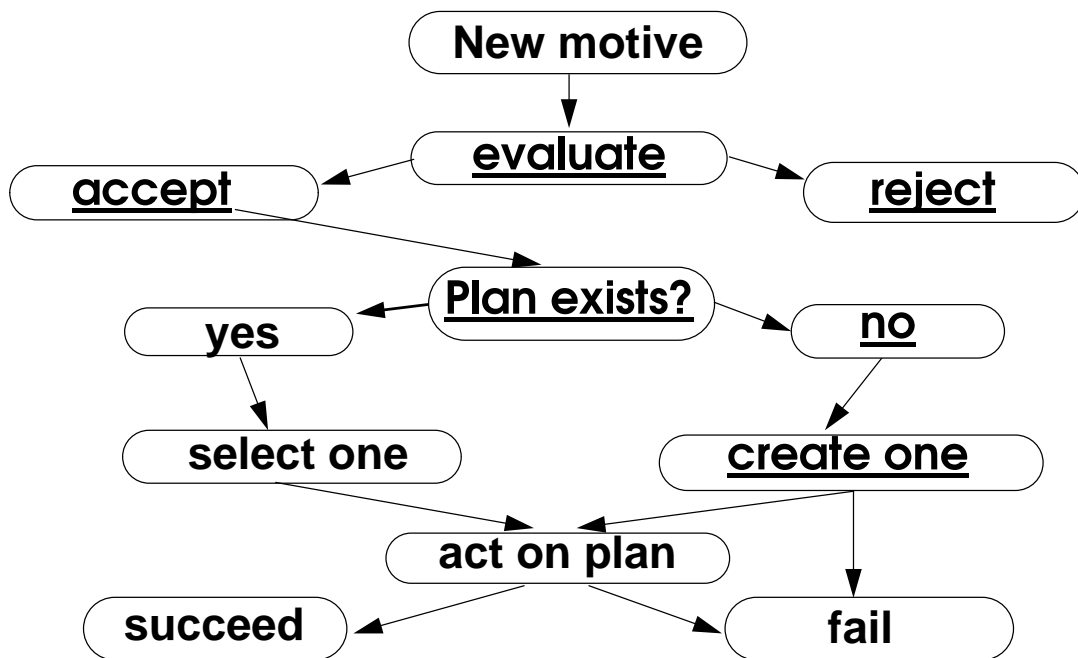 New motive
evaluate
accept
reject
Plan exists?
yes
no
select one
create one
act on plan
succeed
fail